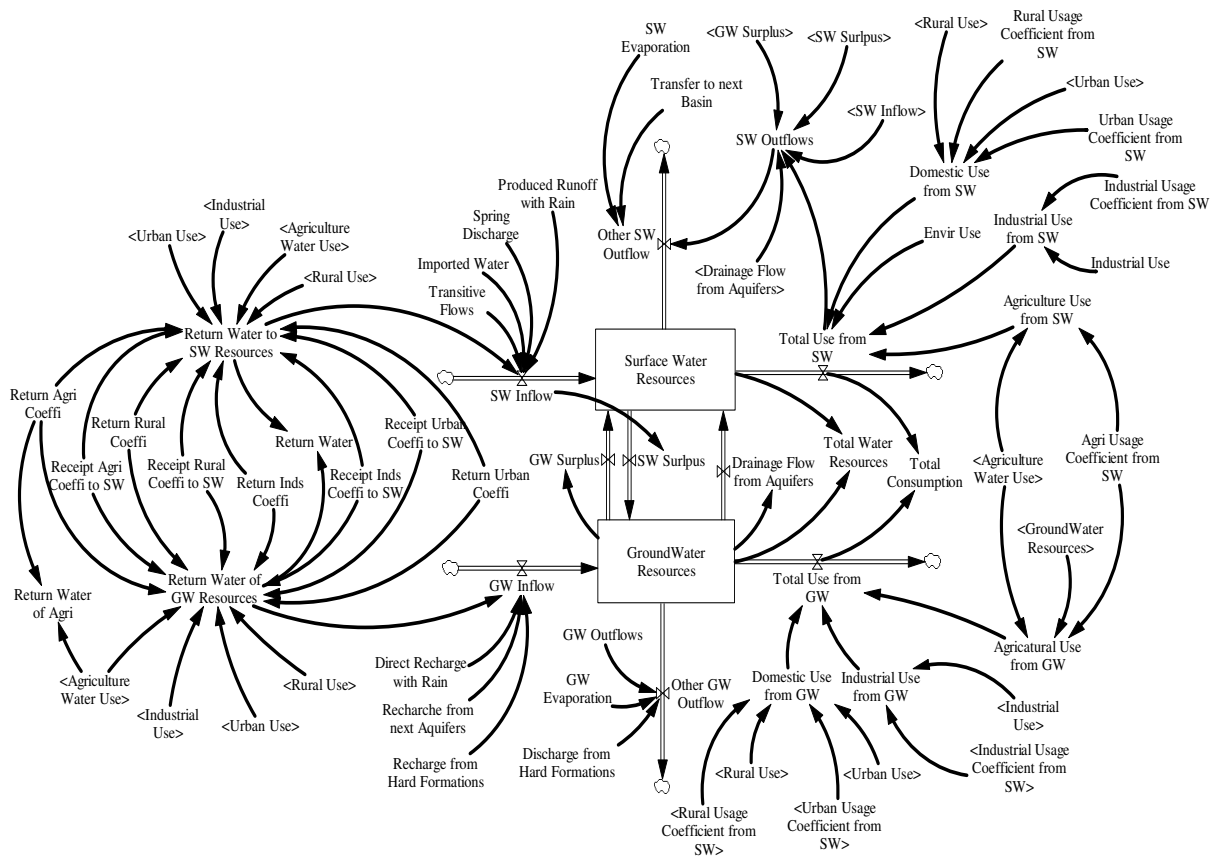 SW
Evaporation
<GW Surplus>
<SW Surlpus>
<Rural Use>
Rural Usage
Coefficient from
SW
Transfer to next
Basin
<Urban Use>
<SW Inflow>
SW Outflows
Urban Usage
Coefficient from
SW
Domestic Use
from SW
Produced Runoff
with Rain
Industrial Usage
Coefficient from SW
<Industrial
Use>
Spring
Discharge
Industrial Use
from SW
<Urban Use>
<Agriculture
Water Use>
Other SW
Outflow
Envir Use
Imported Water
<Drainage Flow
from Aquifers>
Industrial Use
<Rural Use>
Transitive
Flows
Agriculture Use
from SW
Return Water to
SW Resources
Surface Water
Resources
Total Use from
SW
SW Inflow
Return Agri
Coeffi
Return Rural
Coeffi
Receipt Urban
Coeffi to SW
Return Water
Total Water
Resources
Agri Usage
Coefficient from
SW
GW Surplus
SW Surlpus
Drainage Flow
from Aquifers
Total
Consumption
<Agriculture
Water Use>
Receipt Agri
Coeffi to SW
Receipt Rural
Coeffi to SW
Return Inds
Coeffi
Receipt Inds
Coeffi to SW
Return Urban
Coeffi
<GroundWater
Resources>
GroundWater
Resources
Return Water
of Agri
Return Water of
GW Resources
GW Inflow
Total Use from
GW
Agricatural Use
from GW
GW Outflows
Direct Recharge
with Rain
<Agriculture
Water Use>
<Rural Use>
GW
Evaporation
Other GW
Outflow
Domestic Use
from GW
Industrial Use
from GW
<Industrial
Use>
<Urban Use>
Recharche from
next Aquifers
<Industrial
Use>
Recharge from
Hard Formations
Discharge from
Hard Formations
<Rural Use>
<Urban Use>
<Industrial Usage
Coefficient from
SW>
<Rural Usage
Coefficient from
SW>
<Urban Usage
Coefficient from
SW>